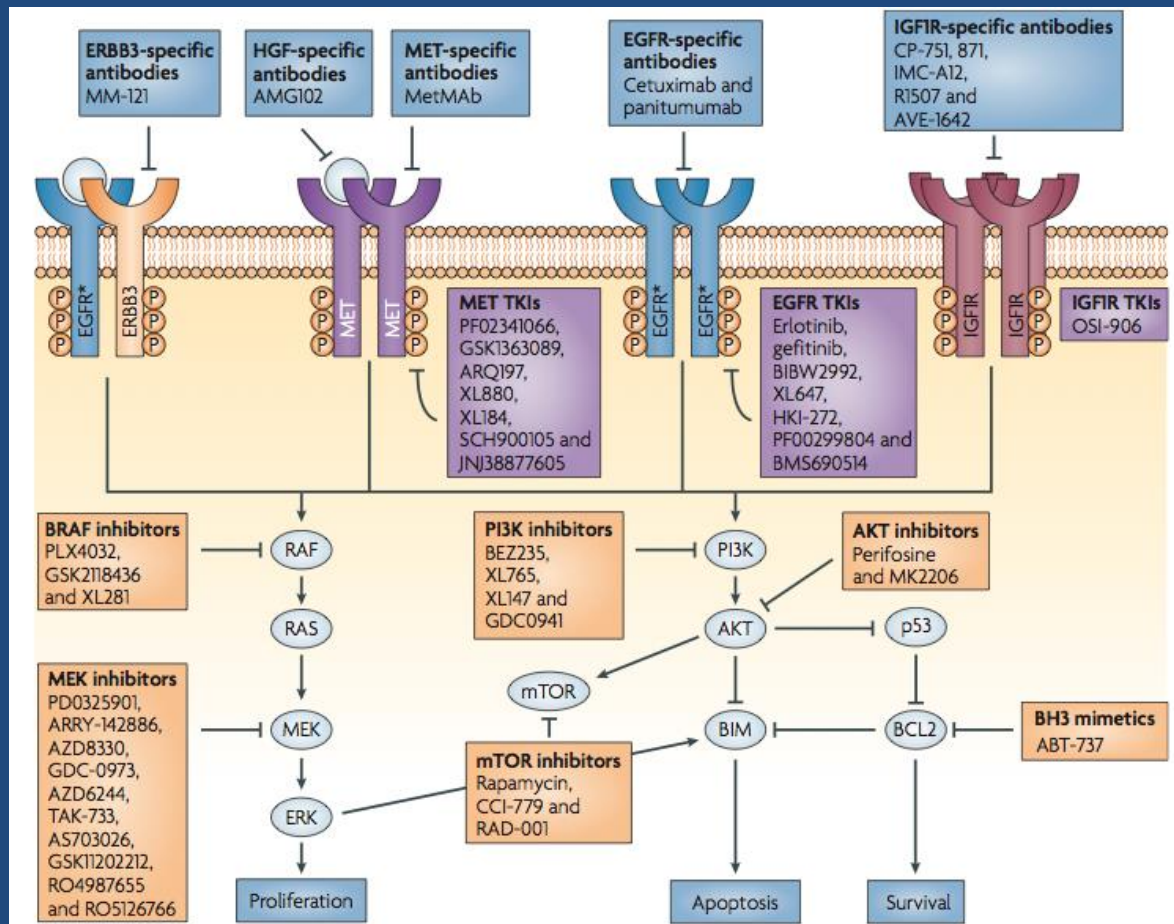 ERBB3-specific
antibodies
MM-121
HGF-specific
antibodies
AMG102
MET-specific
antibodies
MetMAb
EGFR-specific
antibodies
Cetuximab and
panitumumab
IGF1R-specific antibodies
CP-751, 871,
IMC-A12,
R1507 and
AVE-1642
EGFR*
ERBB3
MET
MET
EGFR*
EGFR*
IGF1R
IGF1R
P P P P
P P P P
P P P P
P P P P
P P P P
P P P P
MET TKIs
PF02341066,
GSK1363089,
ARQ197,
XL880,
XL184,
SCH900105 and
JNJ38877605
EGFR TKIs
Erlotinib,
gefitinib,
BIBW2992,
XL647,
HKI-272,
PF00299804 and
BMS690514
IGF1R TKIs
OSI-906
BRAF inhibitors
PLX4032,
GSK2118436
and XL281
RAF
PI3K inhibitors
BEZ235,
XL765,
XL147 and
GDC0941
PI3K
AKT inhibitors
Perifosine
and MK2206
RAS
AKT
p53
MEK inhibitors
PD0325901,
ARRY-142886,
AZD8330,
GDC-0973,
AZD6244,
TAK-733,
AS703026,
GSK11202212,
RO4987655
and RO5126766
mTOR
MEK
BIM
BCL2
BH3 mimetics
ABT-737
mTOR inhibitors
Rapamycin,
CCI-779 and
RAD-001
ERK
Proliferation
Apoptosis
Survival